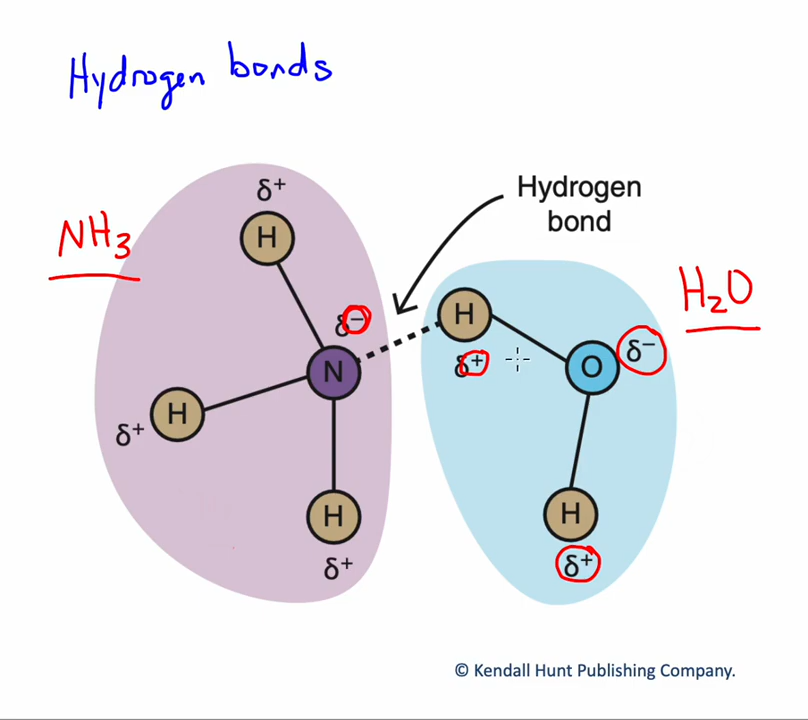 Hydrogen bonds
Hydrogen
bond
NH₃
H₂O
δ⁺
H
δ⁻
H
δ⁺
N
O
δ⁻
H
δ⁺
H
δ⁺
H
δ⁺
© Kendall Hunt Publishing Company.